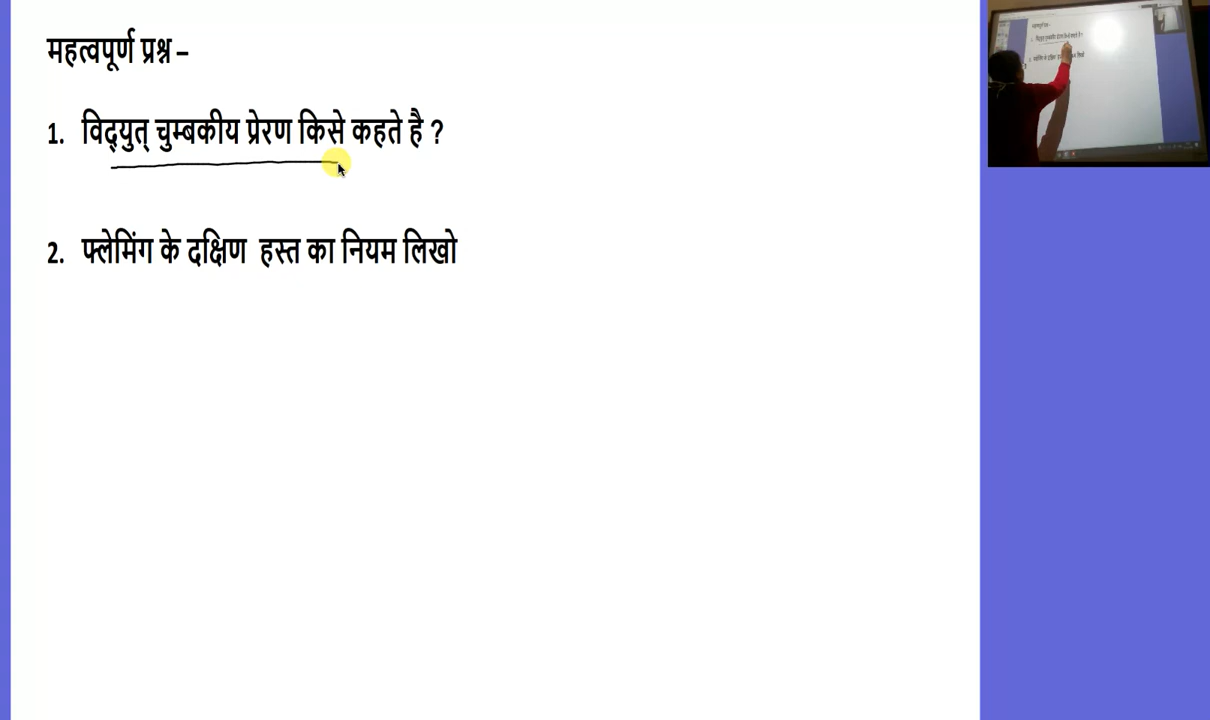 महत्वपूर्ण प्रश्न –
1. विद्युत् चुम्बकीय प्रेरण किसे कहते है ?
2. फ्लेमिंग के दक्षिण हस्त का नियम लिखो